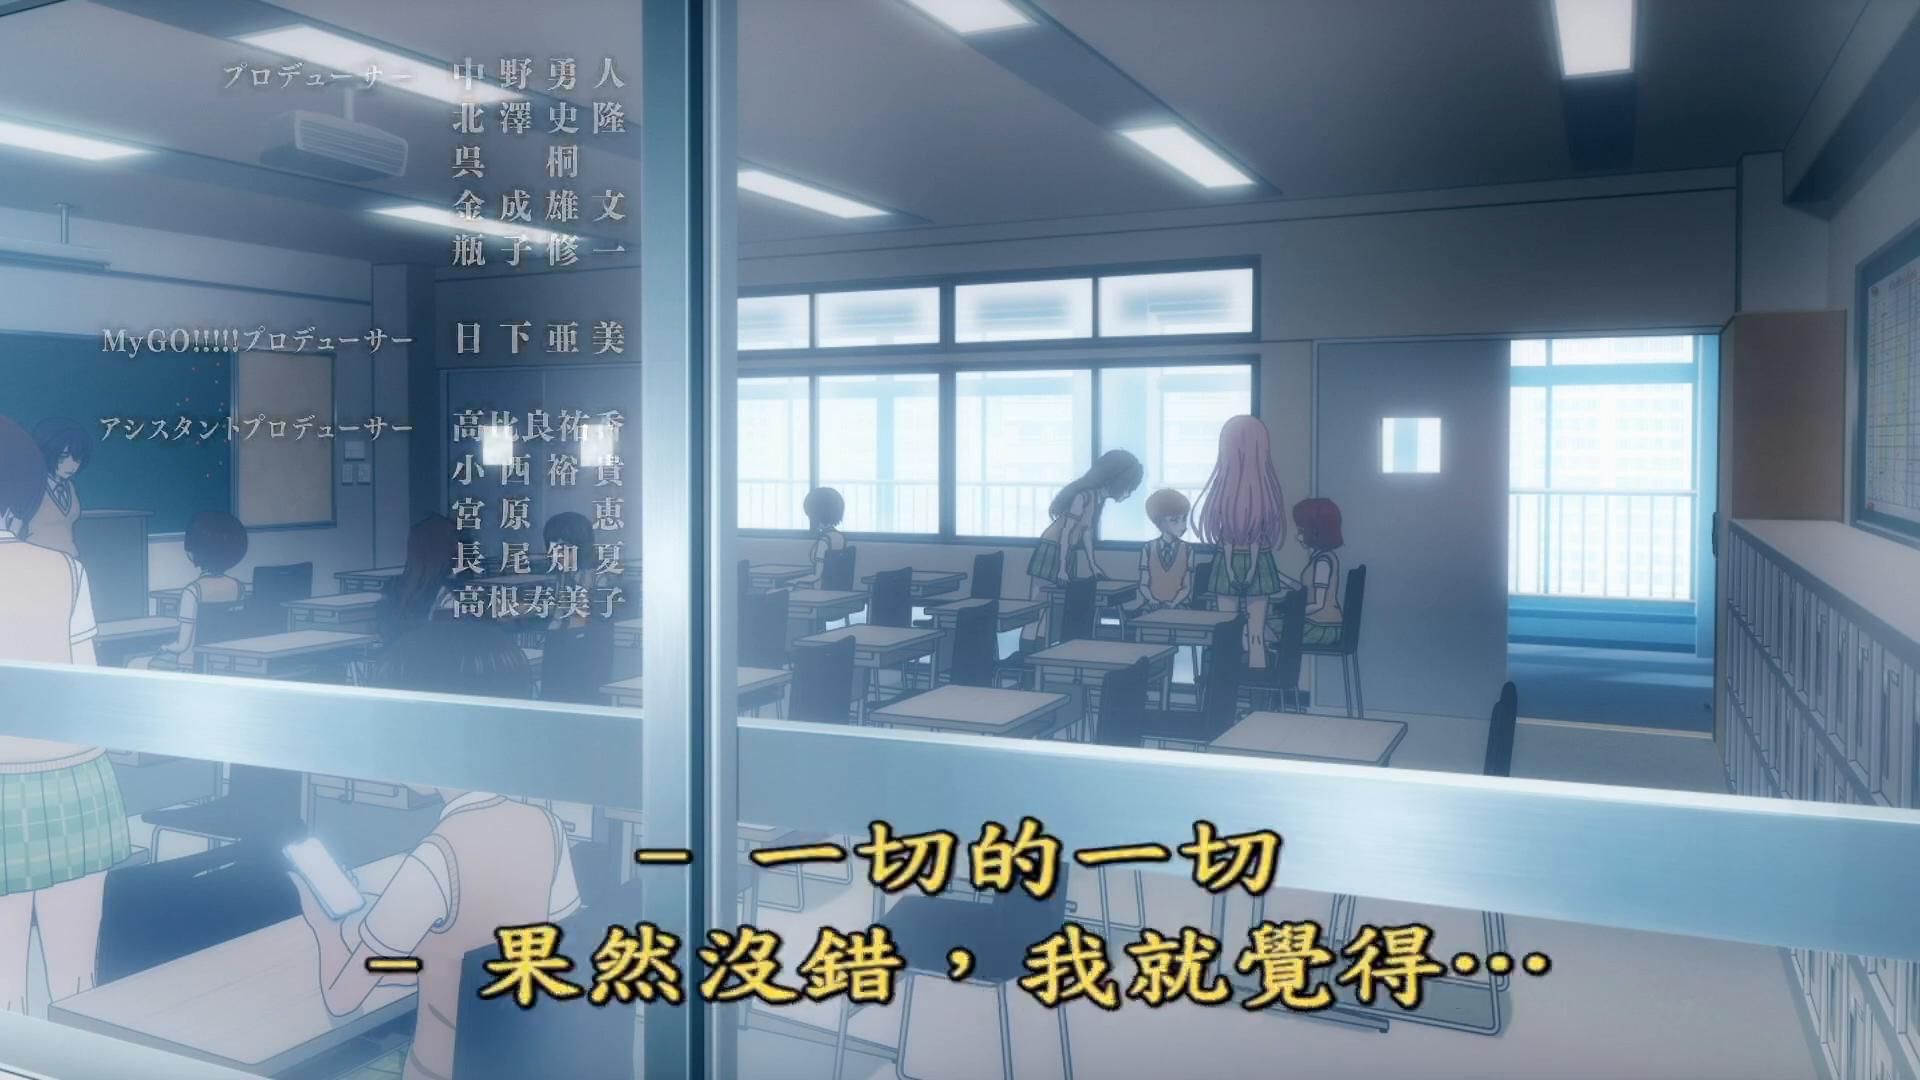 プロデューサー 中野勇人
北澤史隆
呉 桐
金成雄文
瓶子修一
MyGO!!!!!プロデューサー 日下亜美
アシスタントプロデューサー 高比良祐香
小西裕貴
宮原 恵
長尾知夏
高根寿美子
- 一切的一切
- 果然沒錯，我就覺得…